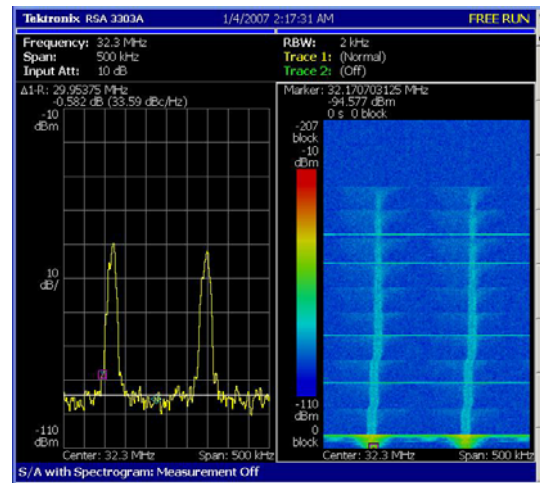 Tektronix RSA 3303A 1/4/2007 2:17:31 AM FREE RUN
Frequency: 32.3 MHz
Span: 500 kHz
Input Att: 10 dB
RBW: 2 kHz
Trace 1: (Normal)
Trace 2: (Off)
Δ1-R: 29.95375 MHz
-0.582 dB (33.59 dBc/Hz)
-10
dBm
10
dB/
-110
dBm
Center: 32.3 MHz Span: 500 kHz
Marker: 32.170703125 MHz
-94.577 dBm
0 s 0 block
-207
block
-10
dBm
-110
dBm
0
block
Center: 32.3 MHz Span: 500 kHz
S/A with Spectrogram: Measurement Off